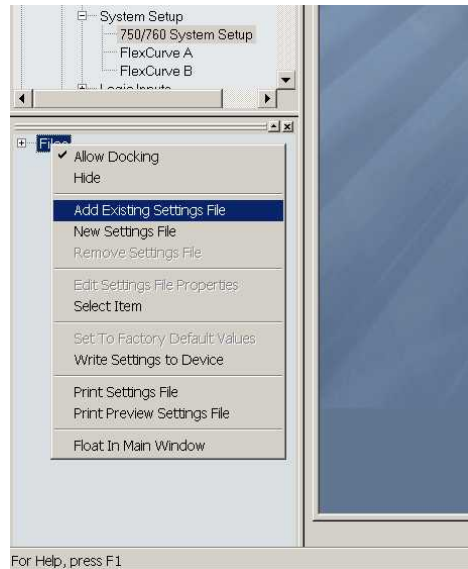 System Setup
750/760 System Setup
FlexCurve A
FlexCurve B
Logic Inputs
Files
Allow Docking
Hide
Add Existing Settings File
New Settings File
Remove Settings File
Edit Settings File Properties
Select Item
Set To Factory Default Values
Write Settings to Device
Print Settings File
Print Preview Settings File
Float In Main Window
For Help, press F1